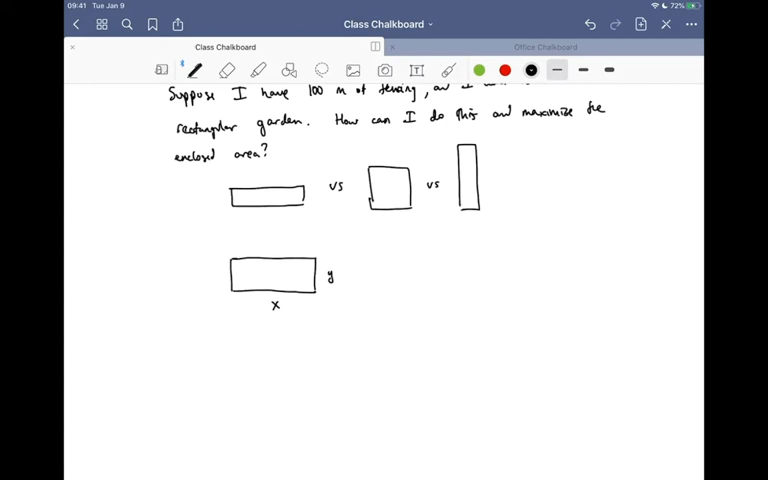 09:41 Tue Jan 9
72%
Class Chalkboard
Class Chalkboard
Office Chalkboard
Suppose I have 100 m of fencing, and I
rectangular garden. How can I do this and maximize the
enclosed area?
vs vs
y
x